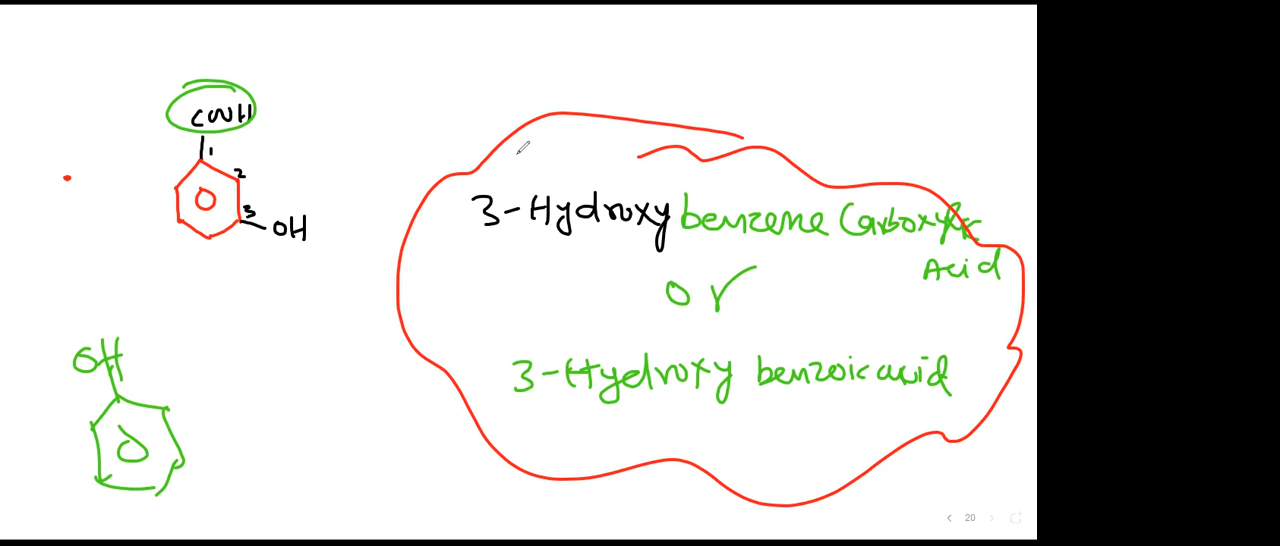 COOH
1
2
3
OH
3-Hydroxy benzene Carboxylic
Acid
or
3-Hydroxy benzoic acid
OH
20